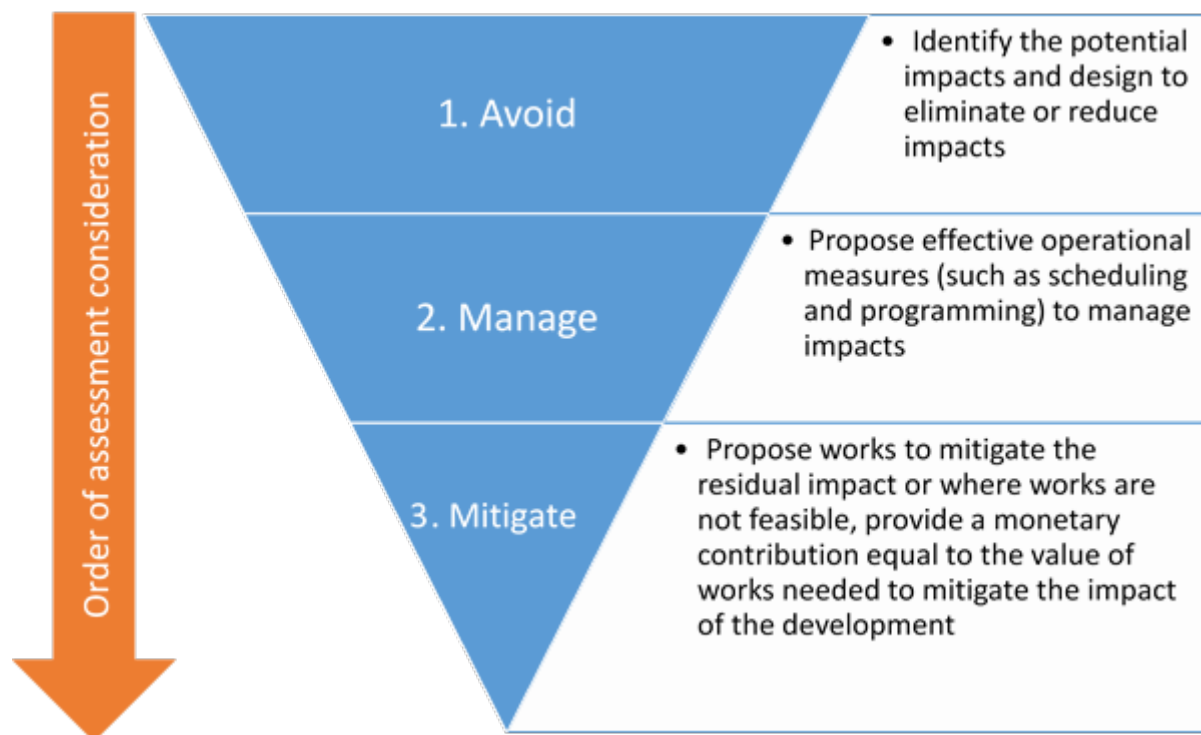 Order of assessment consideration
1. Avoid
• Identify the potential
impacts and design to
eliminate or reduce
impacts
2. Manage
• Propose effective operational
measures (such as scheduling
and programming) to manage
impacts
3. Mitigate
• Propose works to mitigate the
residual impact or where works are
not feasible, provide a monetary
contribution equal to the value of
works needed to mitigate the impact
of the development